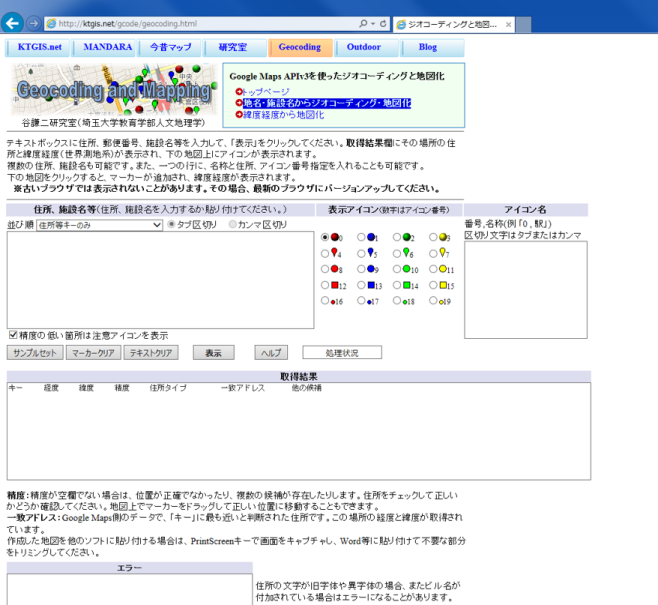 http://ktgis.net/gcode/geocoding.html
ジオコーディングと地図...
KTGIS.net MANDARA 今昔マップ 研究室 Geocoding Outdoor Blog
Geocoding and Mapping
谷謙二研究室(埼玉大学教育学部人文地理学)
Google Maps APIv3を使ったジオコーディングと地図化
トップページ
地名・施設名からジオコーディング・地図化
緯度経度から地図化
テキストボックスに住所、郵便番号、施設名等を入力して、「表示」をクリックしてください。取得結果欄にその場所の住
所と緯度経度(世界測地系)が表示され、下の地図上にアイコンが表示されます。
複数の住所、施設名も可能です。また、一つの行に、名称と住所、アイコン番号指定を入れることも可能です。
下の地図をクリックすると、マーカーが追加され、緯度経度が表示されます。
※古いブラウザでは表示されないことがあります。その場合、最新のブラウザにバージョンアップしてください。
住所、施設名等(住所、施設名を入力するか貼り付けてください。)
並び順 住所等キーのみ タブ区切り カンマ区切り
表示アイコン(数字はアイコン番号)
0 1 2 3
4 5 6 7
8 9 10 11
12 13 14 15
16 17 18 19
アイコン名
番号,名称(例「0,駅」)
区切り文字はタブまたはカンマ
精度の低い箇所は注意アイコンを表示
サンプルセット マーカークリア テキストクリア 表示 ヘルプ 処理状況
取得結果
キー 経度 緯度 精度 住所タイプ 一致アドレス 他の候補
精度:精度が空欄でない場合は、位置が正確でなかったり、複数の候補が存在したりします。住所をチェックして正しい
かどうか確認してください。地図上でマーカーをドラッグして正しい位置に移動することもできます。
一致アドレス:Google Maps側のデータで、「キー」に最も近いと判断された住所です。この場所の経度と緯度が取得され
ています。
作成した地図を他のソフトに貼り付ける場合は、PrintScreenキーで画面をキャプチャし、Word等に貼り付けて不要な部分
をトリミングしてください。
エラー
住所の文字が旧字体や異字体の場合、またビル名が
付加されている場合はエラーになることがあります。